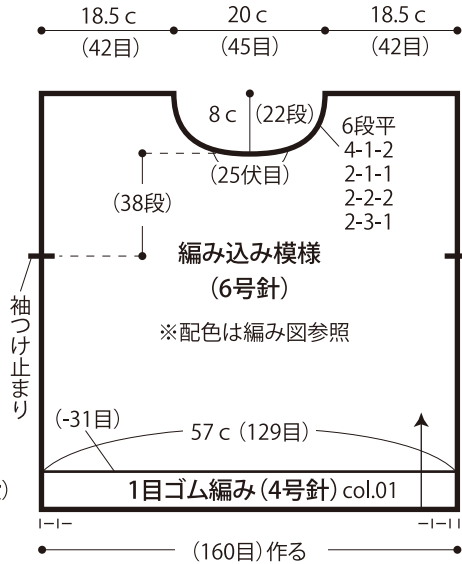 18.5 c 20 c 18.5 c
(42目) (45目) (42目)
8 c (22段)
6段平
4-1-2
2-1-1
2-2-2
2-3-1
(25伏目)
(38段)
編み込み模様
(6号針)
※配色は編み図参照
袖つけ止まり
(-31目)
57 c (129目)
1目ゴム編み(4号針) col.01
(160目)作る